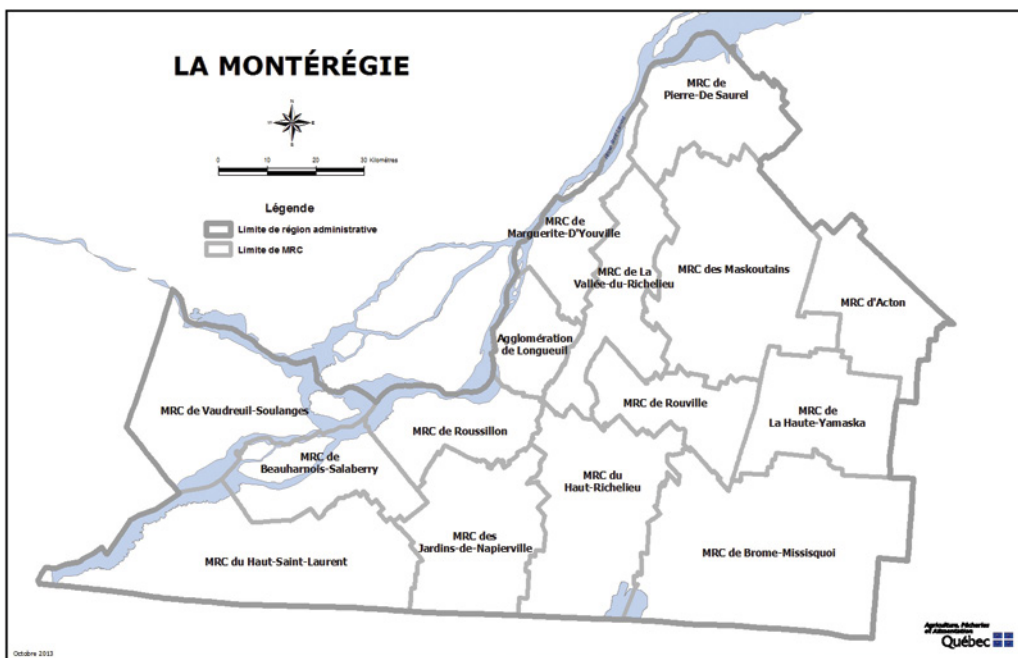 LA MONTÉRÉGIE
N
E
S
0 10 20 30 Kilomètres
Légende
Limite de région administrative
Limite de MRC
MRC de
Pierre-De Saurel
MRC de
Marguerite-D'Youville
MRC de La
Vallée-du-Richelieu
MRC des Maskoutains
MRC d'Acton
Agglomération
de Longueuil
MRC de Vaudreuil-Soulanges
MRC de Roussillon
MRC de Rouville
MRC de
La Haute-Yamaska
MRC de
Beauharnois-Salaberry
MRC du
Haut-Richelieu
MRC du Haut-Saint-Laurent
MRC des
Jardins-de-Napierville
MRC de Brome-Missisquoi
Agriculture, Pêcheries
et Alimentation
Québec
Octobre 2013